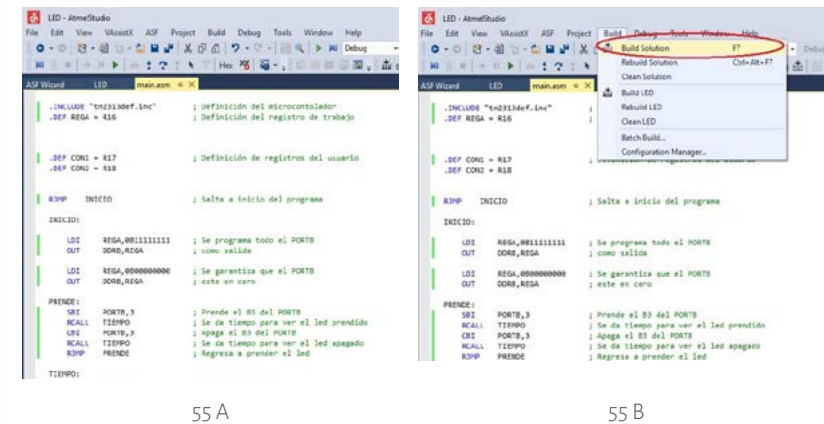 LED - AtmelStudio
File Edit View VAssistX ASF Project Build Debug Tools Window Help
Debug
Hex
ASF Wizard LED main.asm
.INCLUDE "tn2313def.inc" ; Definición del microcontolador
.DEF REGA = R16 ; Definición del registro de trabajo
.DEF CON1 = R17 ; Definición de registros del usuario
.DEF CON2 = R18
RJMP INICIO ; Salta a inicio del programa
INICIO:
LDI REGA,0B11111111 ; Se programa todo el PORTB
OUT DDRB,REGA ; como salida
LDI REGA,0B00000000 ; Se garantiza que el PORTB
OUT DDRB,REGA ; este en cero
PRENDE:
SBI PORTB,3 ; Prende el B3 del PORTB
RCALL TIEMPO ; Se da tiempo para ver el led prendido
CBI PORTB,3 ; Apaga el B3 del PORTB
RCALL TIEMPO ; Se da tiempo para ver el led apagado
RJMP PRENDE ; Regresa a prender el led
TIEMPO:
55 A
LED - AtmelStudio
File Edit View VAssistX ASF Project Build Debug Tools Window Help
Build Solution F7
Rebuild Solution Ctrl+Alt+F7
Clean Solution
Build LED
Rebuild LED
Clean LED
Batch Build...
Configuration Manager...
Debug
ASF Wizard LED main.asm
.INCLUDE "tn2313def.inc" ;
.DEF REGA = R16 ;
.DEF CON1 = R17 ; Definición de registros del usuario
.DEF CON2 = R18
RJMP INICIO ; Salta a inicio del programa
INICIO:
LDI REGA,0B11111111 ; Se programa todo el PORTB
OUT DDRB,REGA ; como salida
LDI REGA,0B00000000 ; Se garantiza que el PORTB
OUT DDRB,REGA ; este en cero
PRENDE:
SBI PORTB,3 ; Prende el B3 del PORTB
RCALL TIEMPO ; Se da tiempo para ver el led prendido
CBI PORTB,3 ; Apaga el B3 del PORTB
RCALL TIEMPO ; Se da tiempo para ver el led apagado
RJMP PRENDE ; Regresa a prender el led
55 B